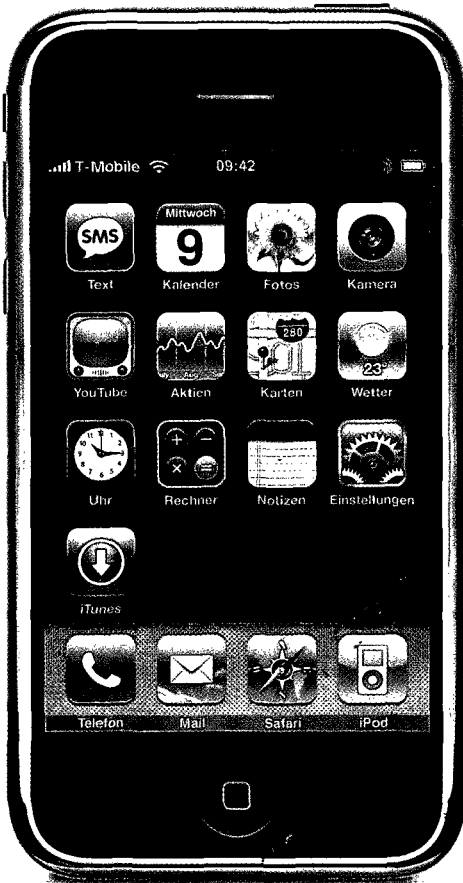 T-Mobile 09:42
SMS Mittwoch 9
Text Kalender Fotos Kamera
280 23
YouTube Aktien Karten Wetter
Uhr Rechner Notizen Einstellungen
iTunes
Telefon Mail Safari iPod